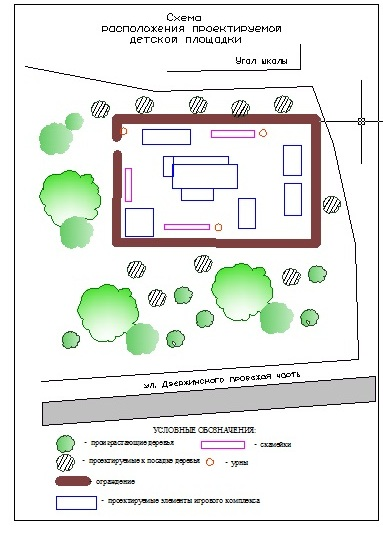 Схема
расположения проектируемой
детской площадки
Угол школы
ул. Дзержинского проезжая часть
УСЛОВНЫЕ ОБОЗНАЧЕНИЯ:
- произрастающие деревья
- скамейки
- проектируемые к посадке деревья
- урны
ограждение
- проектируемые элементы игрового комплекса